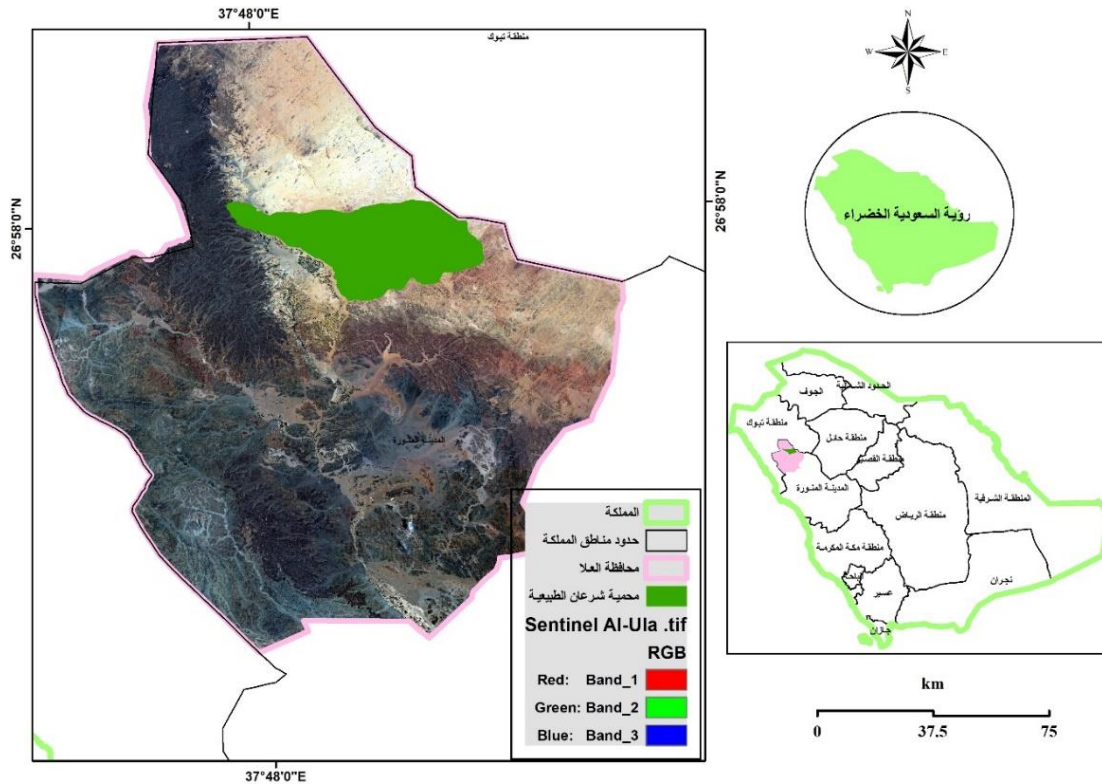 37°48'0"E
منطقة تبوك
26°58'0"N
26°58'0"N
المدينة المنورة
المملكة
حدود مناطق المملكة
محافظة العلا
محمية شرعان الطبيعية
Sentinel Al-Ula .tif
RGB
Red: Band_1
Green: Band_2
Blue: Band_3
37°48'0"E
N
W
E
S
رؤية السعودية الخضراء
الحدود الشمالية
الجوف
منطقة تبوك
منطقة حائل
منطقة القصيم
المدينة المنورة
المنطقة الشرقية
منطقة الرياض
منطقة مكة المكرمة
الباحة
نجران
عسير
جازان
km
0
37.5
75